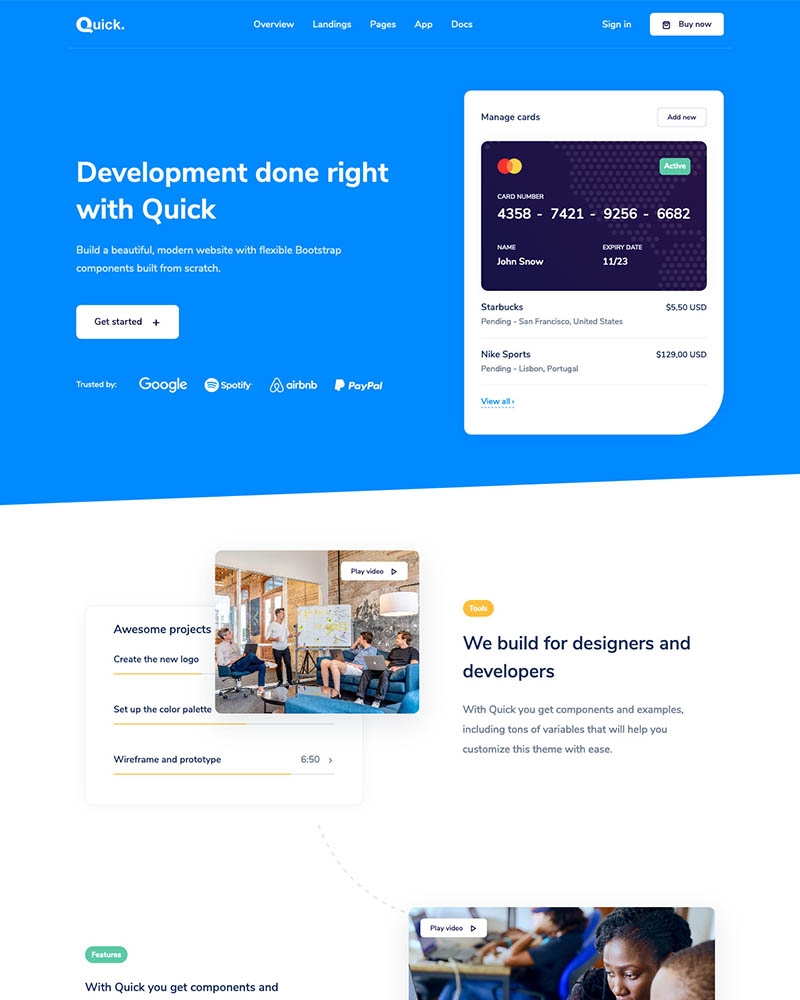 Quick.
Overview Landings Pages App Docs
Sign in
Buy now
Development done right
with Quick
Build a beautiful, modern website with flexible Bootstrap
components built from scratch.
Get started +
Trusted by:
Google
Spotify
airbnb
PayPal
Manage cards
Add new
Active
CARD NUMBER
4358 - 7421 - 9256 - 6682
NAME
John Snow
EXPIRY DATE
11/23
Starbucks
$5,50 USD
Pending - San Francisco, United States
Nike Sports
$129,00 USD
Pending - Lisbon, Portugal
View all ›
Awesome projects
Create the new logo
Set up the color palette
Wireframe and prototype
6:50 ›
Play video
Tools
We build for designers and
developers
With Quick you get components and examples,
including tons of variables that will help you
customize this theme with ease.
Features
With Quick you get components and
Play video